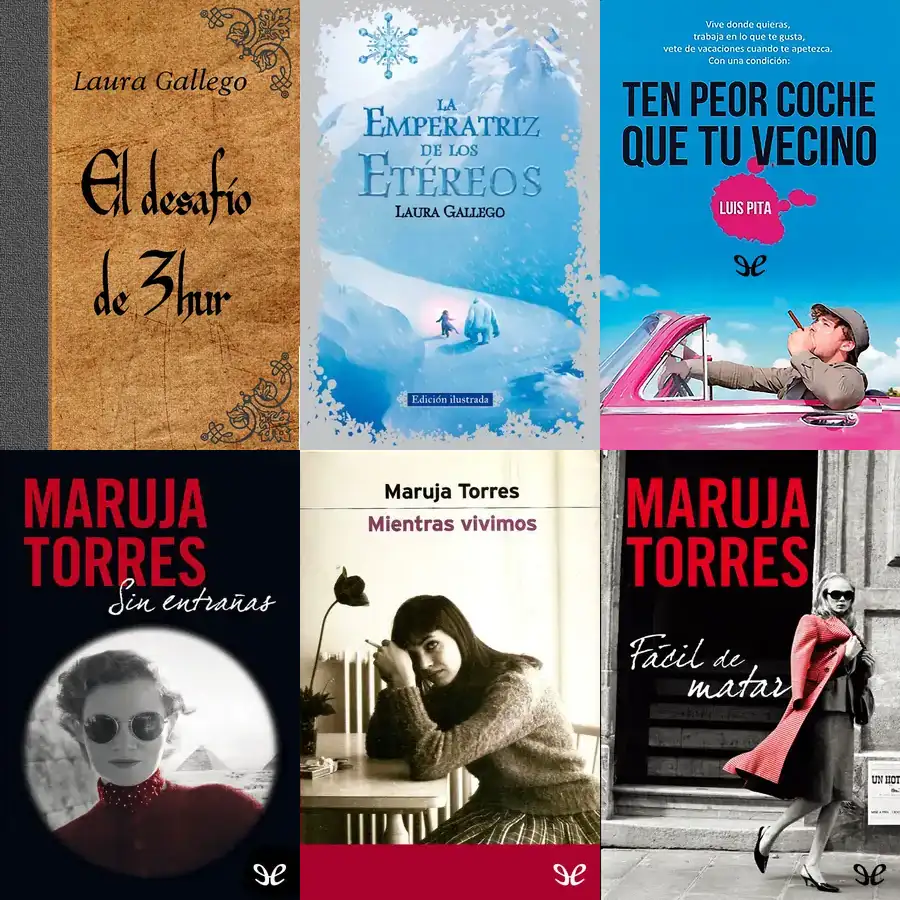 Laura Gallego
El desafío
de Zhur
LA
EMPERATRIZ
DE LOS
ETÉREOS
LAURA GALLEGO
Edición ilustrada
Vive donde quieras,
trabaja en lo que te gusta,
vete de vacaciones cuando te apetezca.
Con una condición:
TEN PEOR COCHE
QUE TU VECINO
LUIS PITA
MARUJA
TORRES
Sin entrañas
Maruja Torres
Mientras vivimos
MARUJA
TORRES
Fácil de
matar
UN HOT